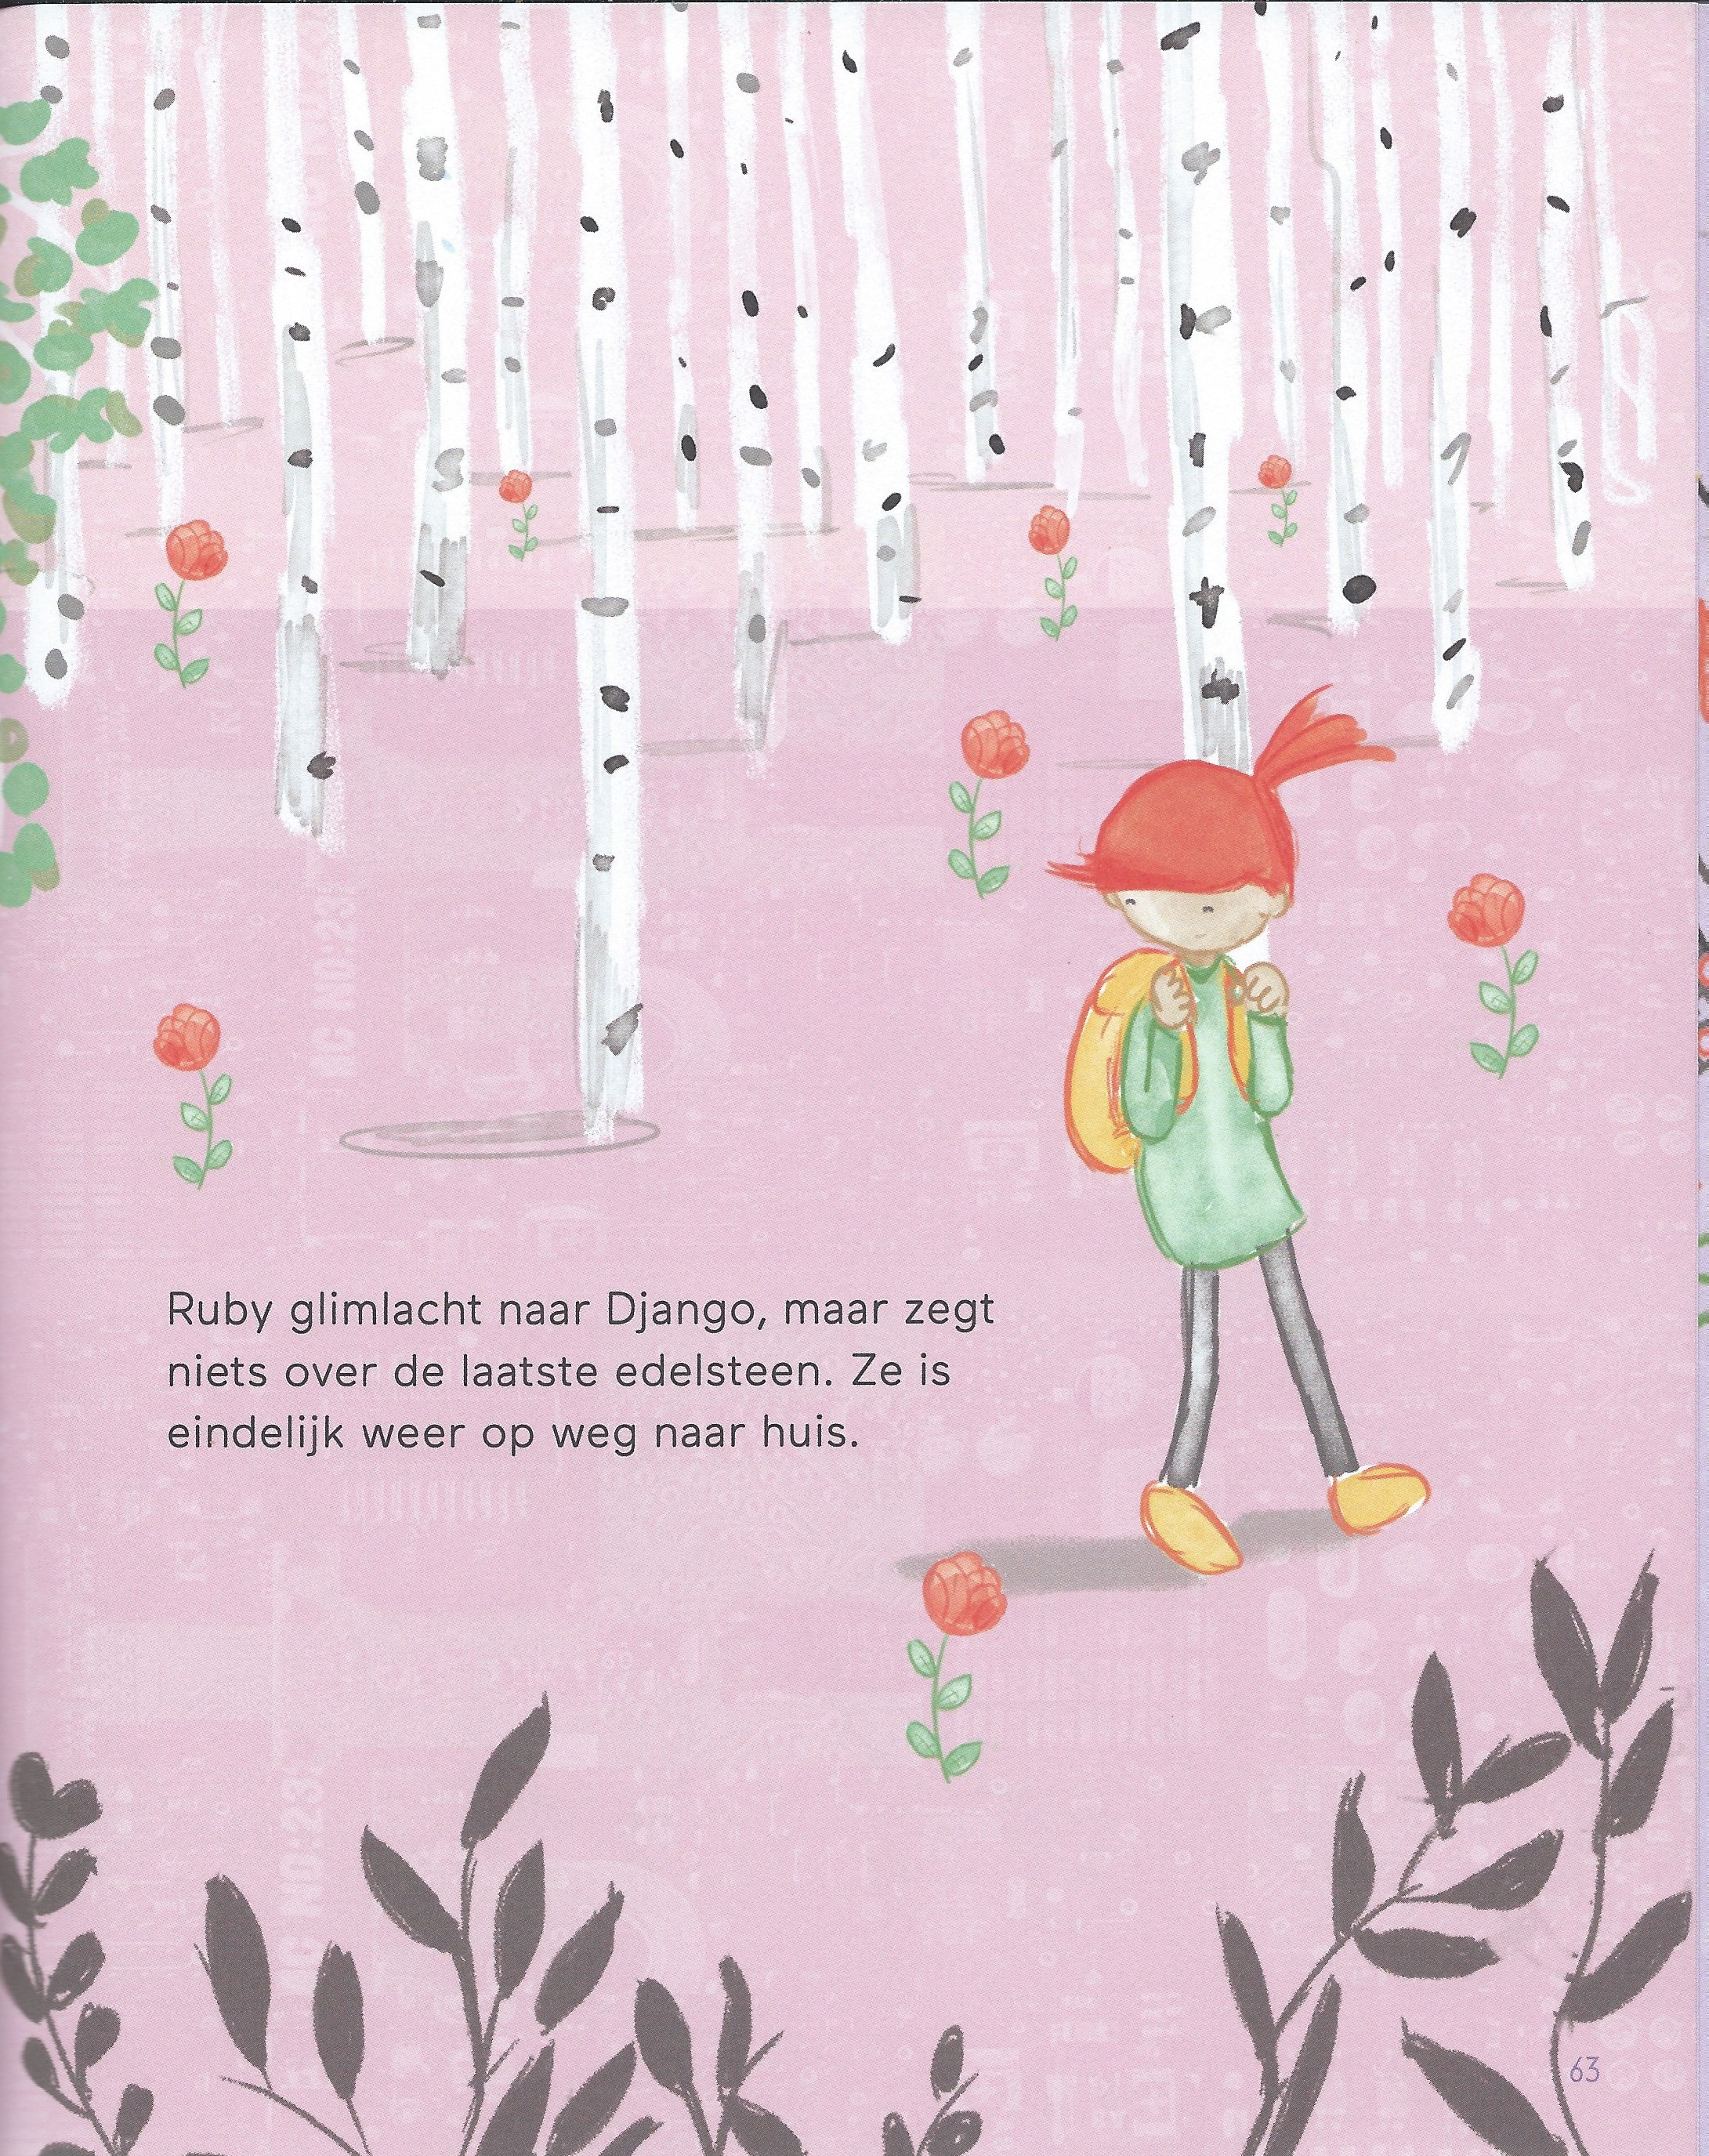 Ruby glimlacht naar Django, maar zegt
niets over de laatste edelsteen. Ze is
eindelijk weer op weg naar huis.
63